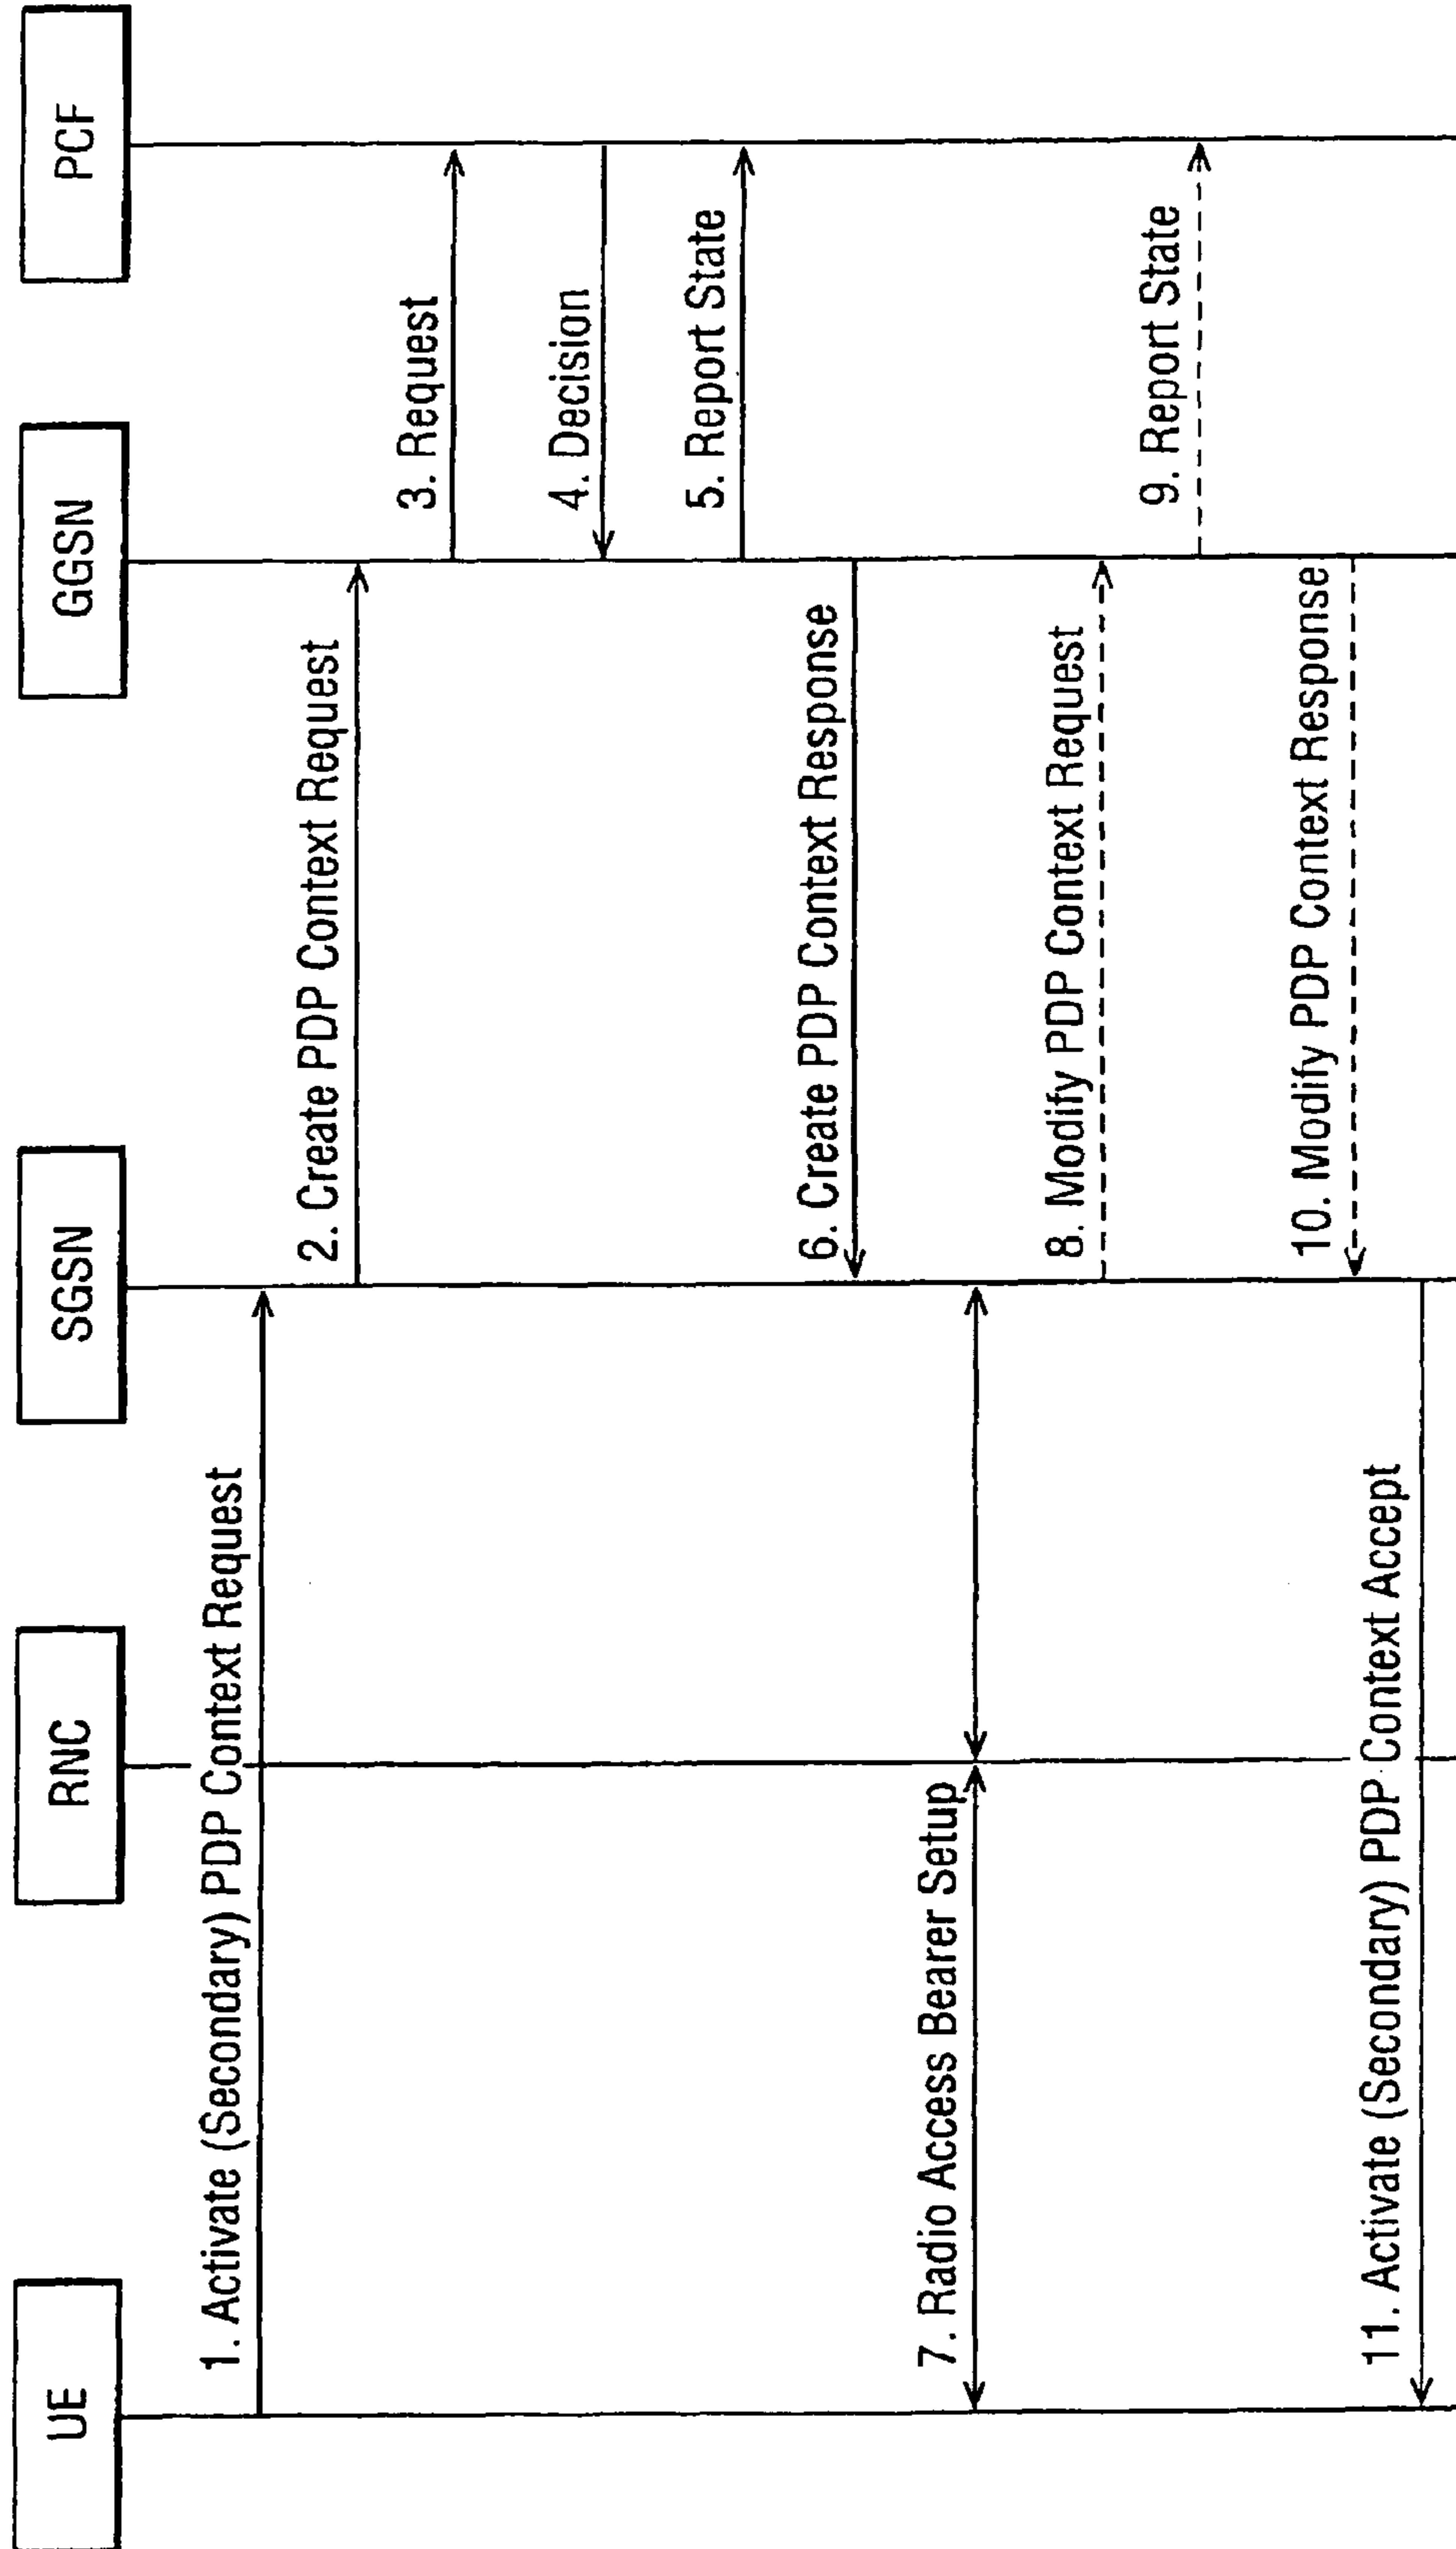 UE
RNC
SGSN
GGSN
PCF
1. Activate (Secondary) PDP Context Request
2. Create PDP Context Request
3. Request
4. Decision
5. Report State
6. Create PDP Context Response
7. Radio Access Bearer Setup
8. Modify PDP Context Request
9. Report State
10. Modify PDP Context Response
11. Activate (Secondary) PDP Context Accept